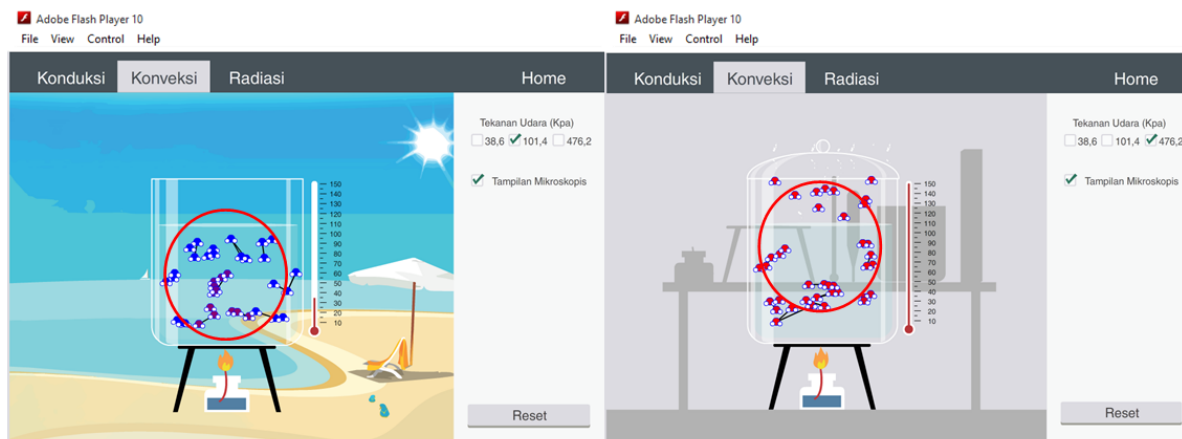 Adobe Flash Player 10
File View Control Help
Konduksi Konveksi Radiasi Home
Tekanan Udara (Kpa)
38,6 101,4 476,2
Tampilan Mikroskopis
150
140
130
120
110
100
90
80
70
60
50
40
30
20
10
Reset
Adobe Flash Player 10
File View Control Help
Konduksi Konveksi Radiasi Home
Tekanan Udara (Kpa)
38,6 101,4 476,2
Tampilan Mikroskopis
150
140
130
120
110
100
90
80
70
60
50
40
30
20
10
Reset